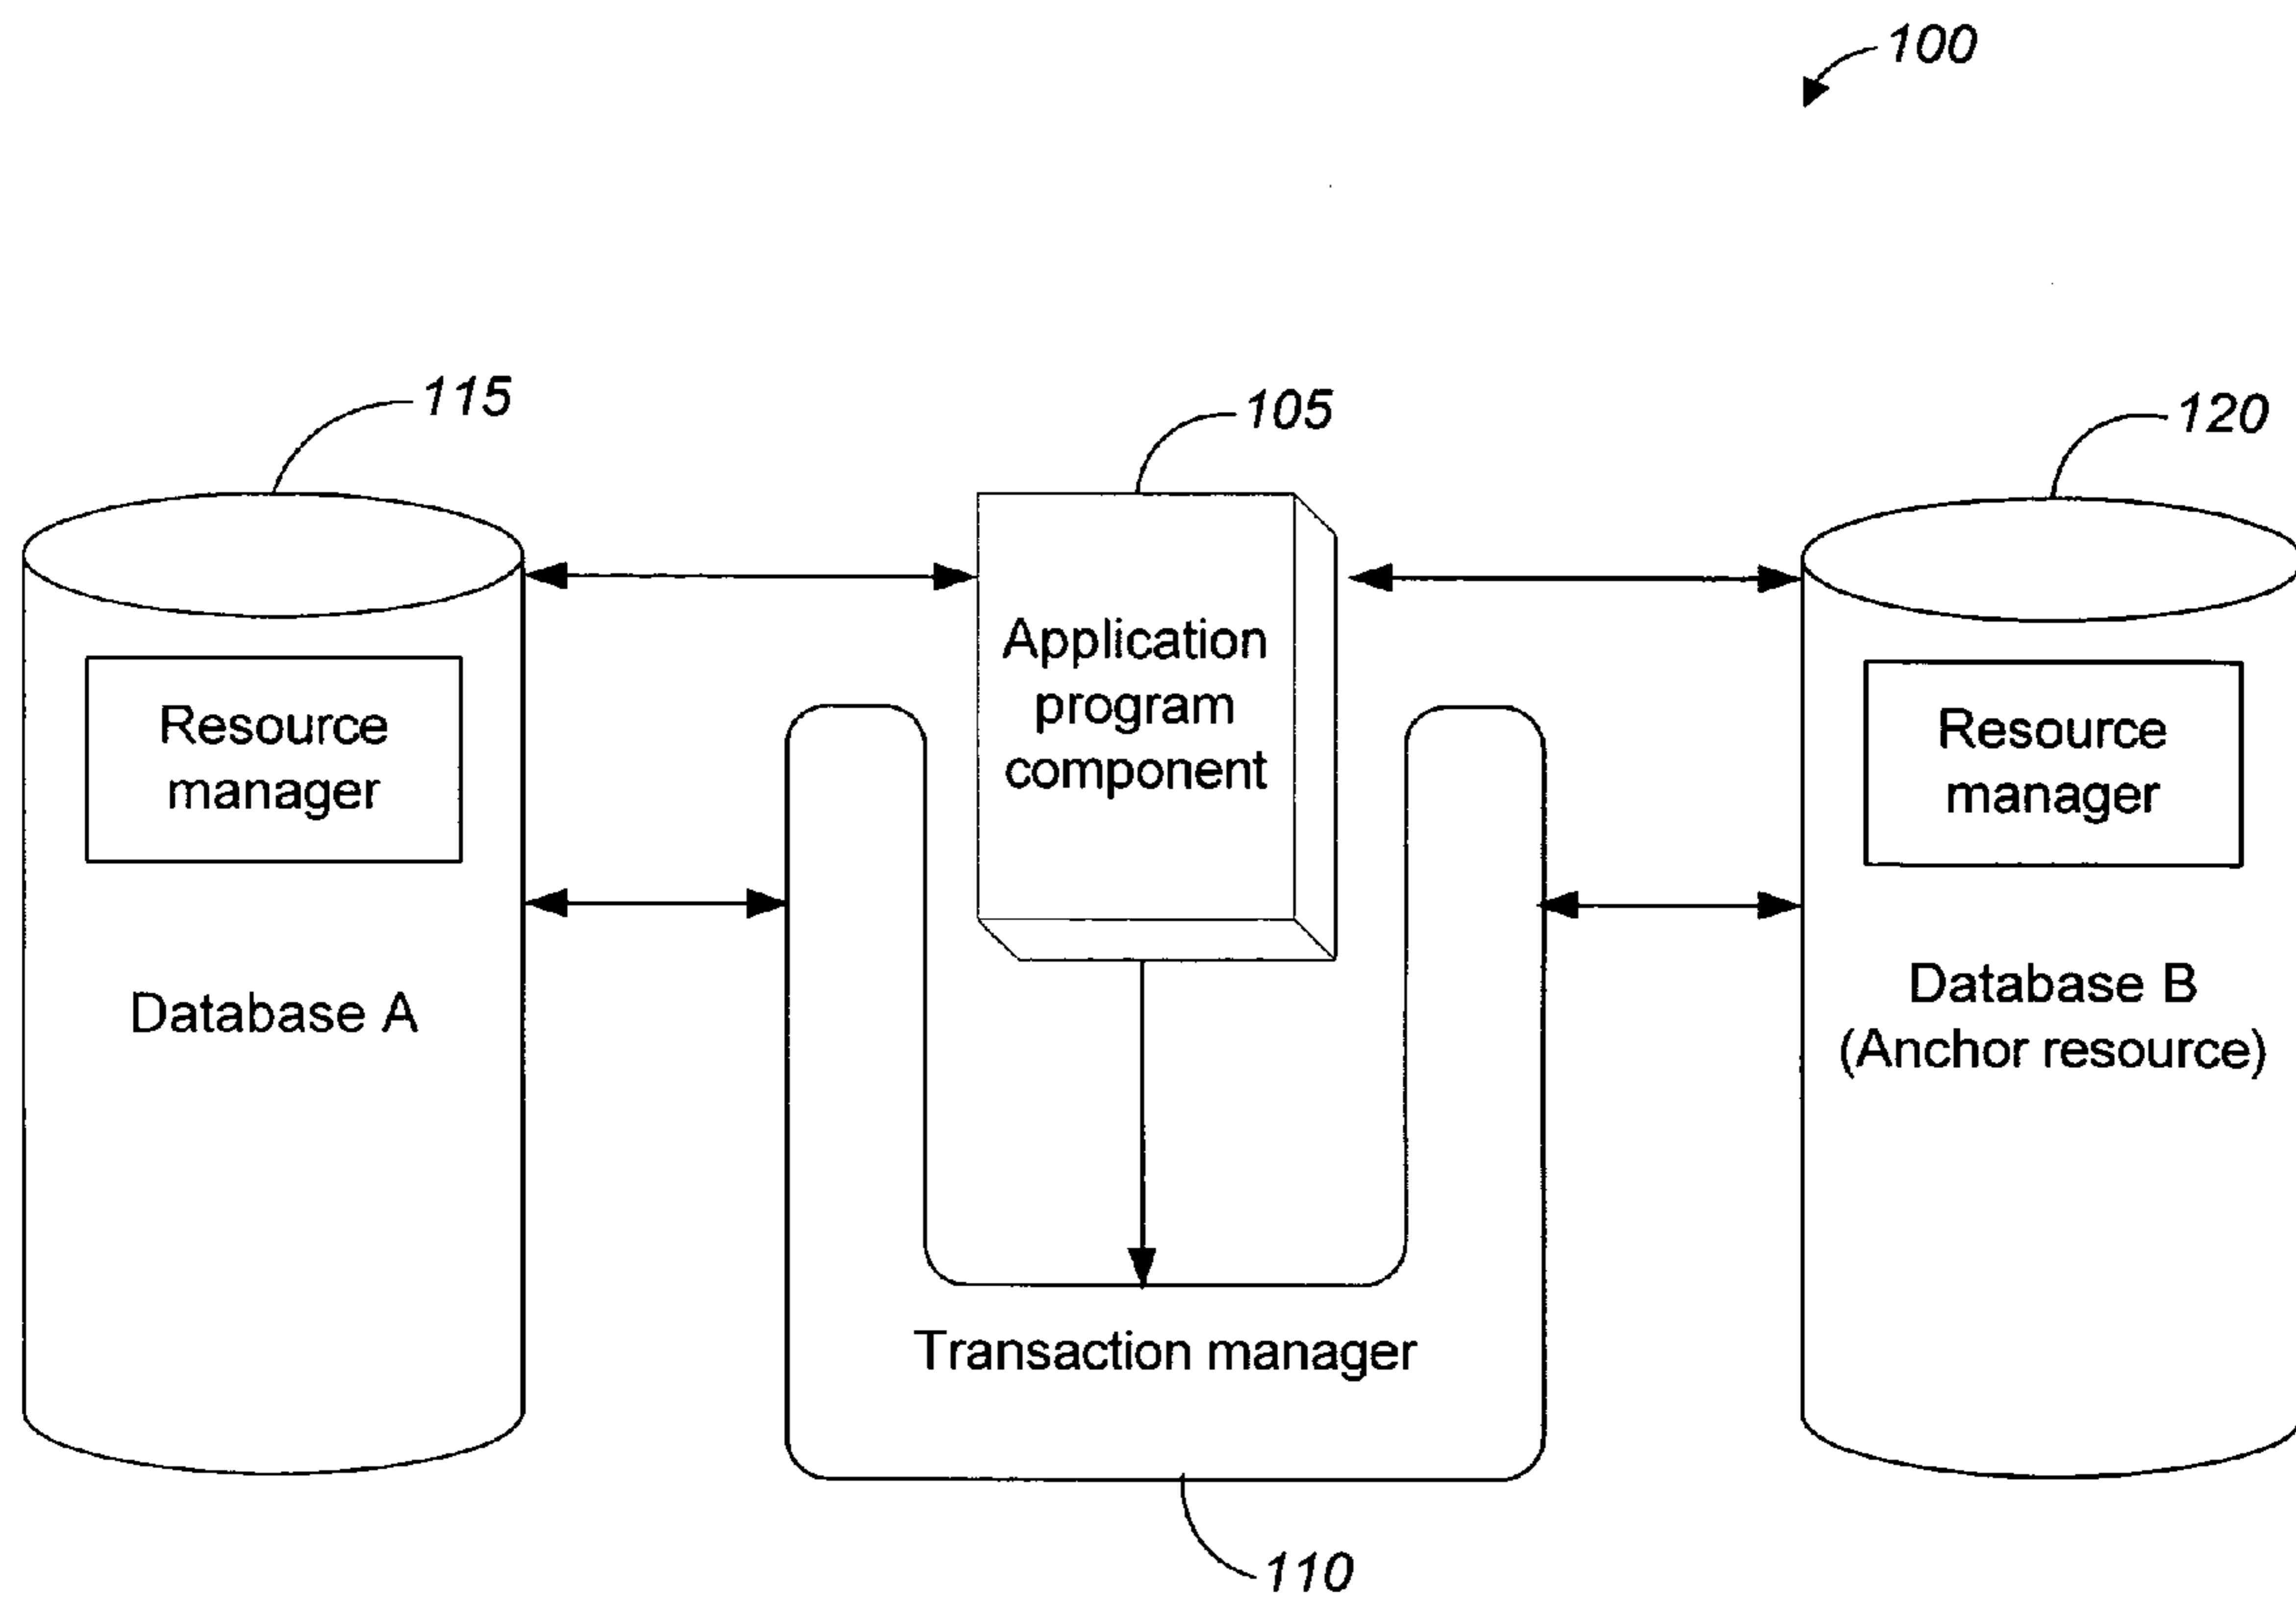 100
115
105
120
Application
program
component
Resource
manager
Resource
manager
Database A
Database B
(Anchor resource)
Transaction manager
110